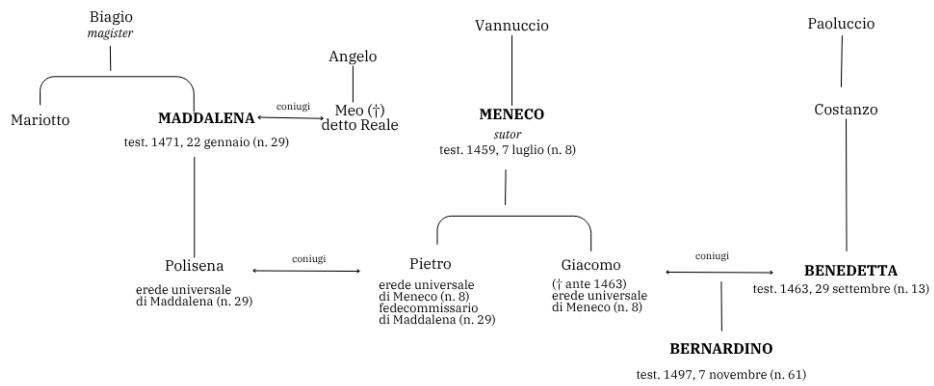 Biagio
magister
Vannuccio
Paoluccio
Angelo
Mariotto
MADDALENA
test. 1471, 22 gennaio (n. 29)
coniugi
Meo (†)
detto Reale
MENECO
sutor
test. 1459, 7 luglio (n. 8)
Costanzo
Polisena
erede universale
di Maddalena (n. 29)
coniugi
Pietro
erede universale
di Meneco (n. 8)
fedecommissario
di Maddalena (n. 29)
Giacomo
(† ante 1463)
erede universale
di Meneco (n. 8)
coniugi
BENEDETTA
test. 1463, 29 settembre (n. 13)
BERNARDINO
test. 1497, 7 novembre (n. 61)